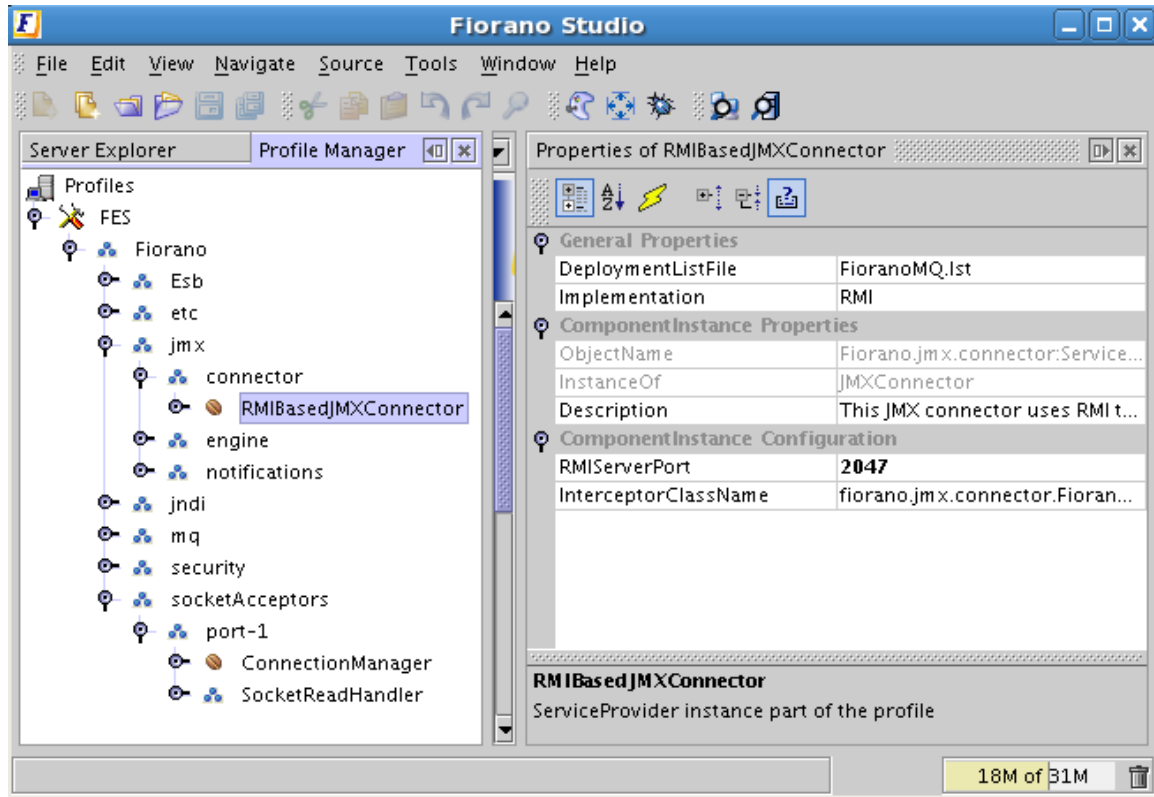 Fiorano Studio
File Edit View Navigate Source Tools Window Help
Server Explorer
Profile Manager
Profiles
FES
Fiorano
Esb
etc
jmx
connector
RMIBasedJMXConnector
engine
notifications
jndi
mq
security
socketAcceptors
port-1
ConnectionManager
SocketReadHandler
Properties of RMIBasedJMXConnector
General Properties
DeploymentListFile FioranoMQ.lst
Implementation RMI
ComponentInstance Properties
ObjectName Fiorano.jmx.connector:Service...
InstanceOf JMXConnector
Description This JMX connector uses RMI t...
ComponentInstance Configuration
RMIServerPort 2047
InterceptorClassName fiorano.jmx.connector.Fioran...
RMIBasedJMXConnector
ServiceProvider instance part of the profile
18M of 31M